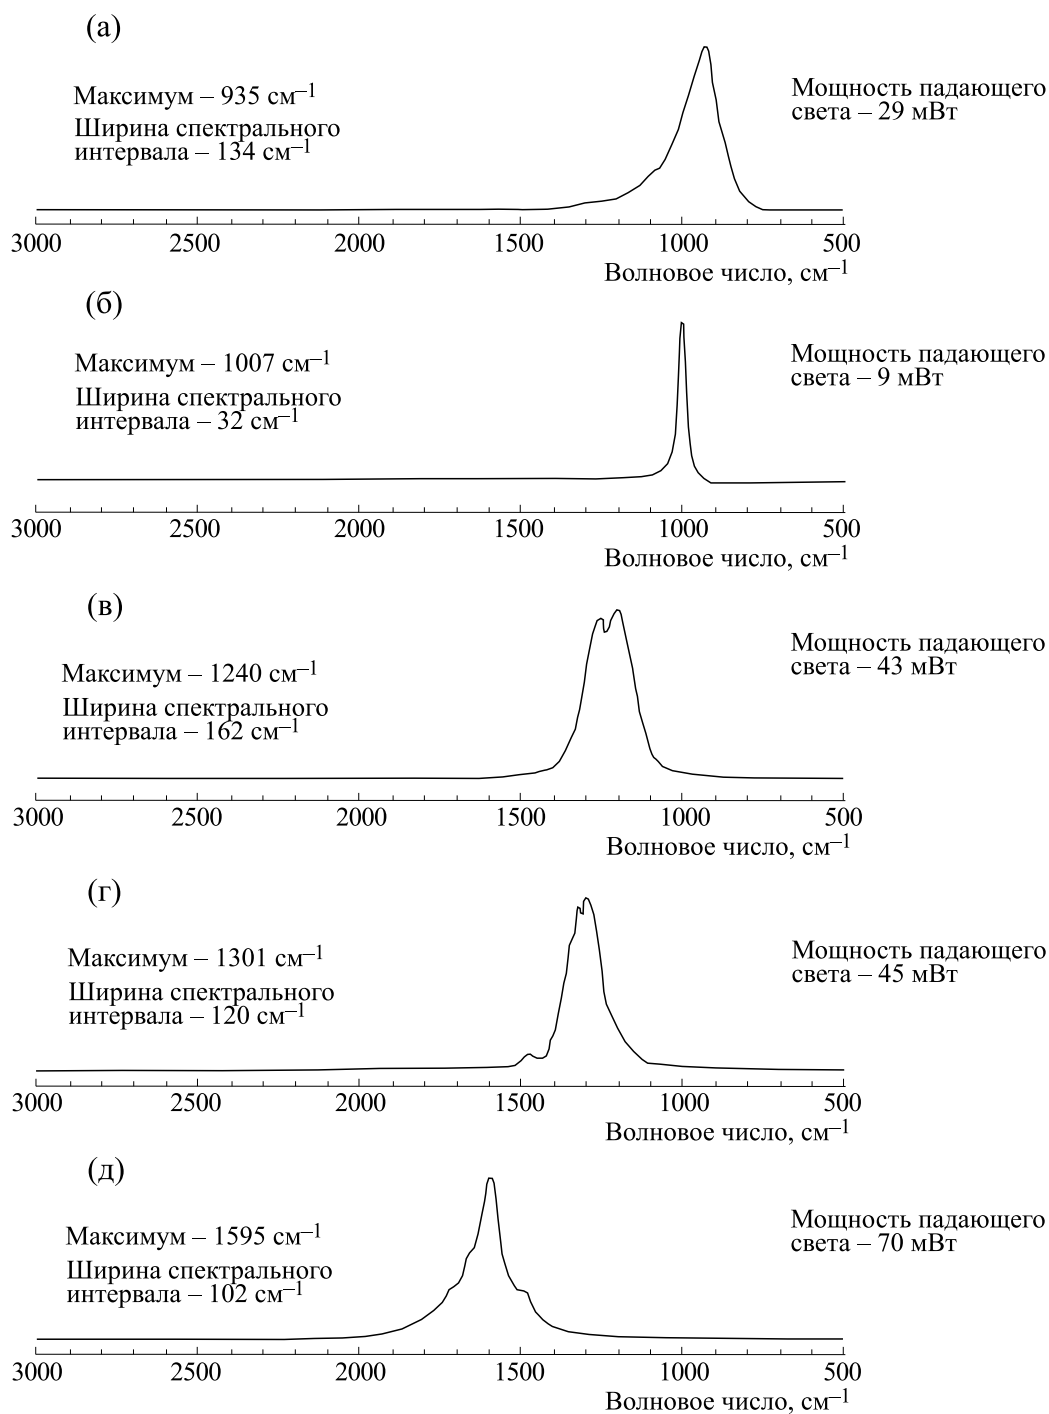 (а)
Максимум – 935 см–1
Ширина спектрального
интервала – 134 см–1
Мощность падающего
света – 29 мВт
3000 2500 2000 1500 1000 500
Волновое число, см–1
(б)
Максимум – 1007 см–1
Ширина спектрального
интервала – 32 см–1
Мощность падающего
света – 9 мВт
3000 2500 2000 1500 1000 500
Волновое число, см–1
(в)
Максимум – 1240 см–1
Ширина спектрального
интервала – 162 см–1
Мощность падающего
света – 43 мВт
3000 2500 2000 1500 1000 500
Волновое число, см–1
(г)
Максимум – 1301 см–1
Ширина спектрального
интервала – 120 см–1
Мощность падающего
света – 45 мВт
3000 2500 2000 1500 1000 500
Волновое число, см–1
(д)
Максимум – 1595 см–1
Ширина спектрального
интервала – 102 см–1
Мощность падающего
света – 70 мВт
3000 2500 2000 1500 1000 500
Волновое число, см–1